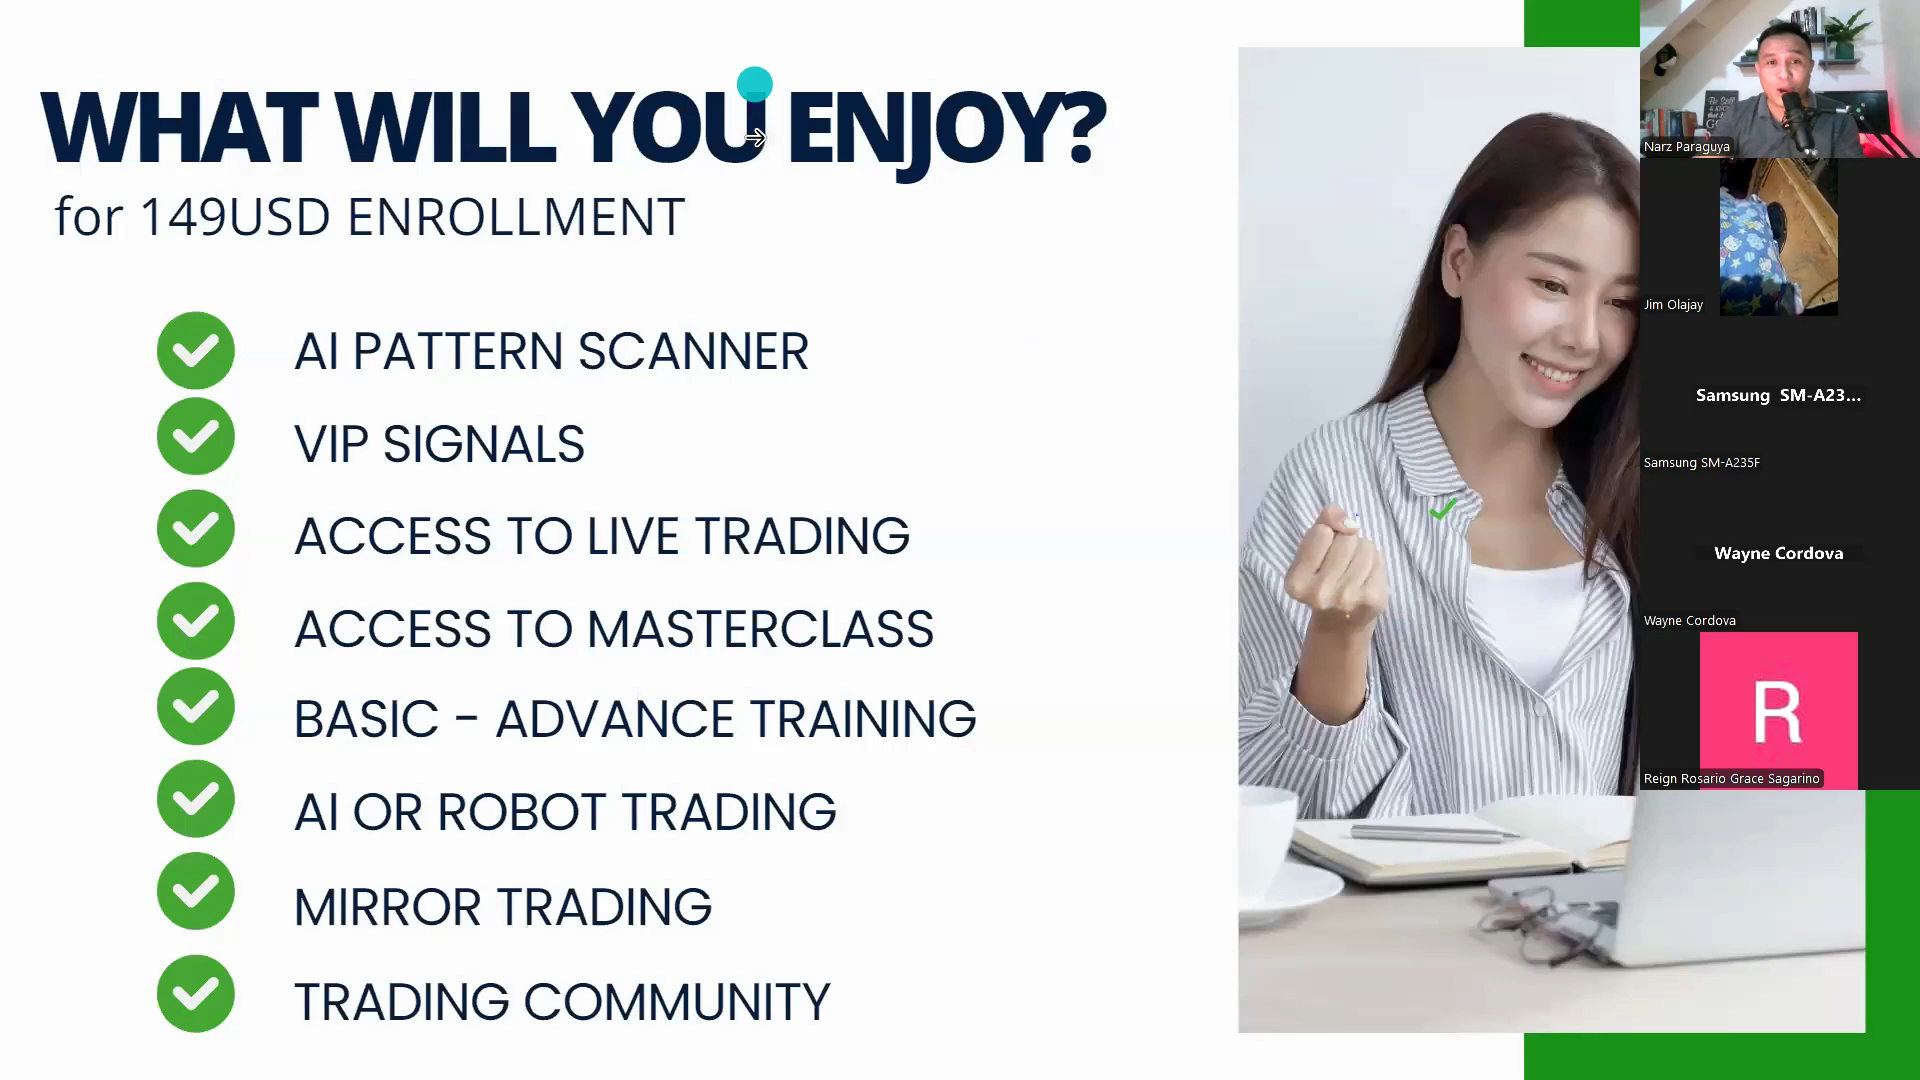 WHAT WILL YOU ENJOY?
for 149USD ENROLLMENT
AI PATTERN SCANNER
VIP SIGNALS
ACCESS TO LIVE TRADING
ACCESS TO MASTERCLASS
BASIC - ADVANCE TRAINING
AI OR ROBOT TRADING
MIRROR TRADING
TRADING COMMUNITY
Narz Paraguya
Jim Olajay
Samsung SM-A23...
Samsung SM-A235F
Wayne Cordova
Wayne Cordova
R
Reign Rosario Grace Sagarino